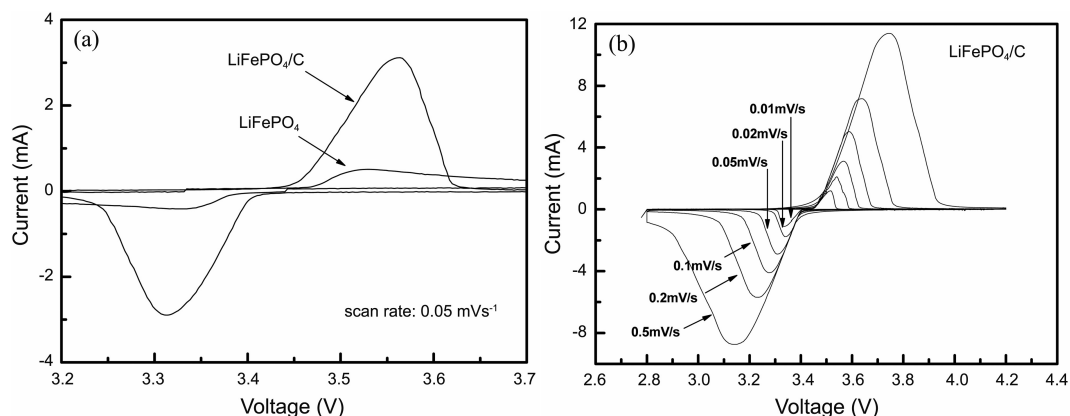 (a)
4
2
0
-2
-4
Current (mA)
LiFePO₄/C
LiFePO₄
scan rate: 0.05 mVs⁻¹
3.2 3.3 3.4 3.5 3.6 3.7
Voltage (V)
(b)
12
8
4
0
-4
-8
Current (mA)
LiFePO₄/C
0.01mV/s
0.02mV/s
0.05mV/s
0.1mV/s
0.2mV/s
0.5mV/s
2.6 2.8 3.0 3.2 3.4 3.6 3.8 4.0 4.2 4.4
Voltage (V)